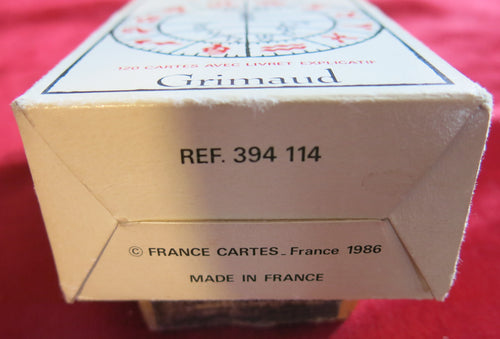 120 CARTES AVEC LIVRET EXPLICATIF
Grimaud
REF. 394 114
© FRANCE CARTES - France 1986
MADE IN FRANCE